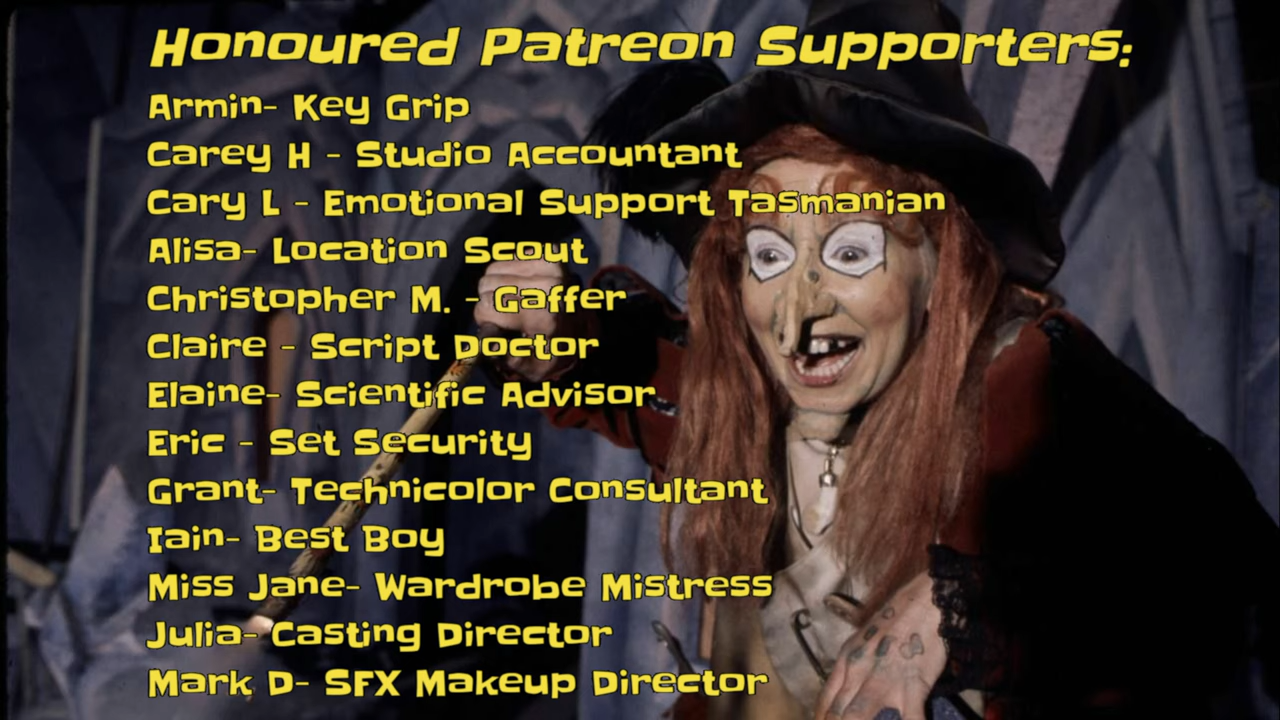 Honoured Patreon Supporters:
Armin- Key Grip
Carey H - Studio Accountant
Cary L - Emotional Support Tasmanian
Alisa- Location Scout
Christopher M. - Gaffer
Claire - Script Doctor
Elaine- Scientific Advisor
Eric - Set Security
Grant- Technicolor Consultant
Iain- Best Boy
Miss Jane- Wardrobe Mistress
Julia- Casting Director
Mark D- SFX Makeup Director